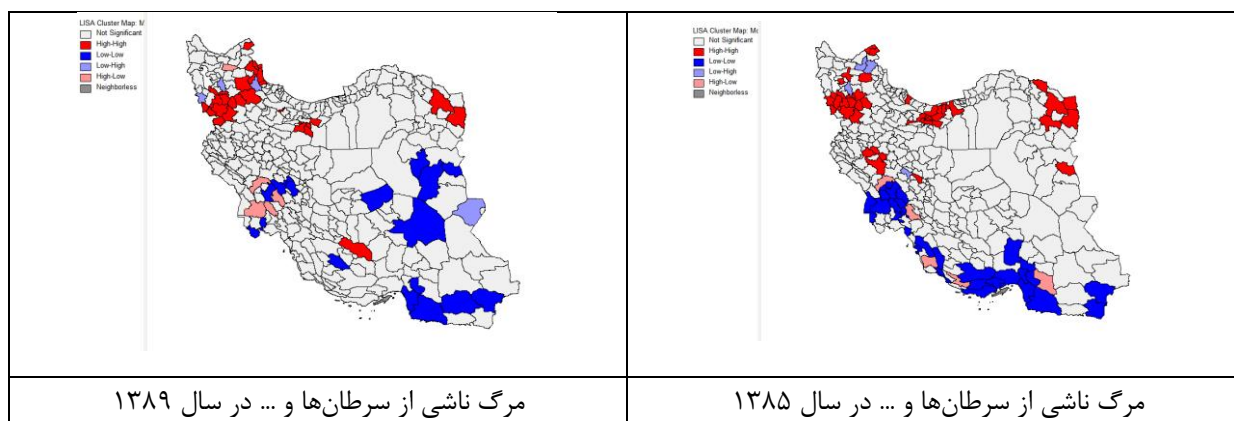 LISA Cluster Map: M
Not Significant
High-High
Low-Low
Low-High
High-Low
Neighborless
LISA Cluster Map: Mo
Not Significant
High-High
Low-Low
Low-High
High-Low
Neighborless
مرگ ناشی از سرطان‌ها و ... در سال ۱۳۸۹
مرگ ناشی از سرطان‌ها و ... در سال ۱۳۸۵